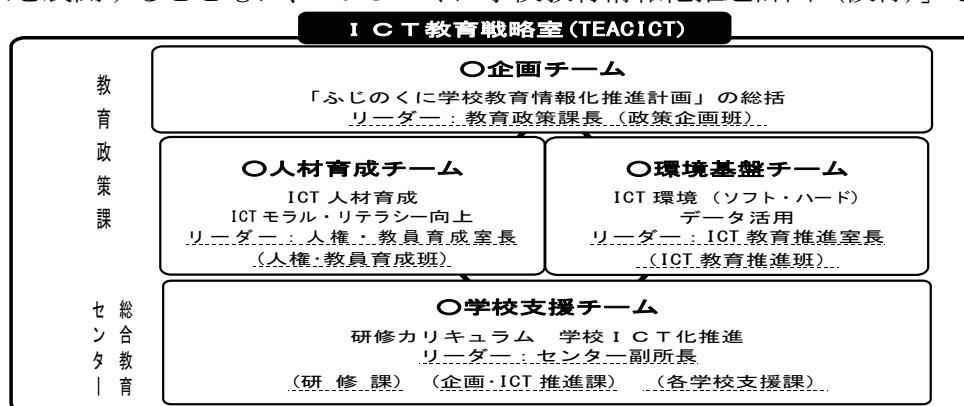 ＩＣＴ教育戦略室(TEACICT)
教育政策課
〇企画チーム
「ふじのくに学校教育情報化推進計画」の総括
リーダー：教育政策課長（政策企画班）
〇人材育成チーム
ICT 人材育成
ICT モラル・リテラシー向上
リーダー：人権・教員育成室長
（人権・教員育成班）
〇環境基盤チーム
ICT 環境（ソフト・ハード）
データ活用
リーダー：ICT 教育推進室長
（ICT 教育推進班）
総合教育
センター
〇学校支援チーム
研修カリキュラム　学校ＩＣＴ化推進
リーダー：センター副所長
（研修課）（企画・ICT 推進課）　（各学校支援課）